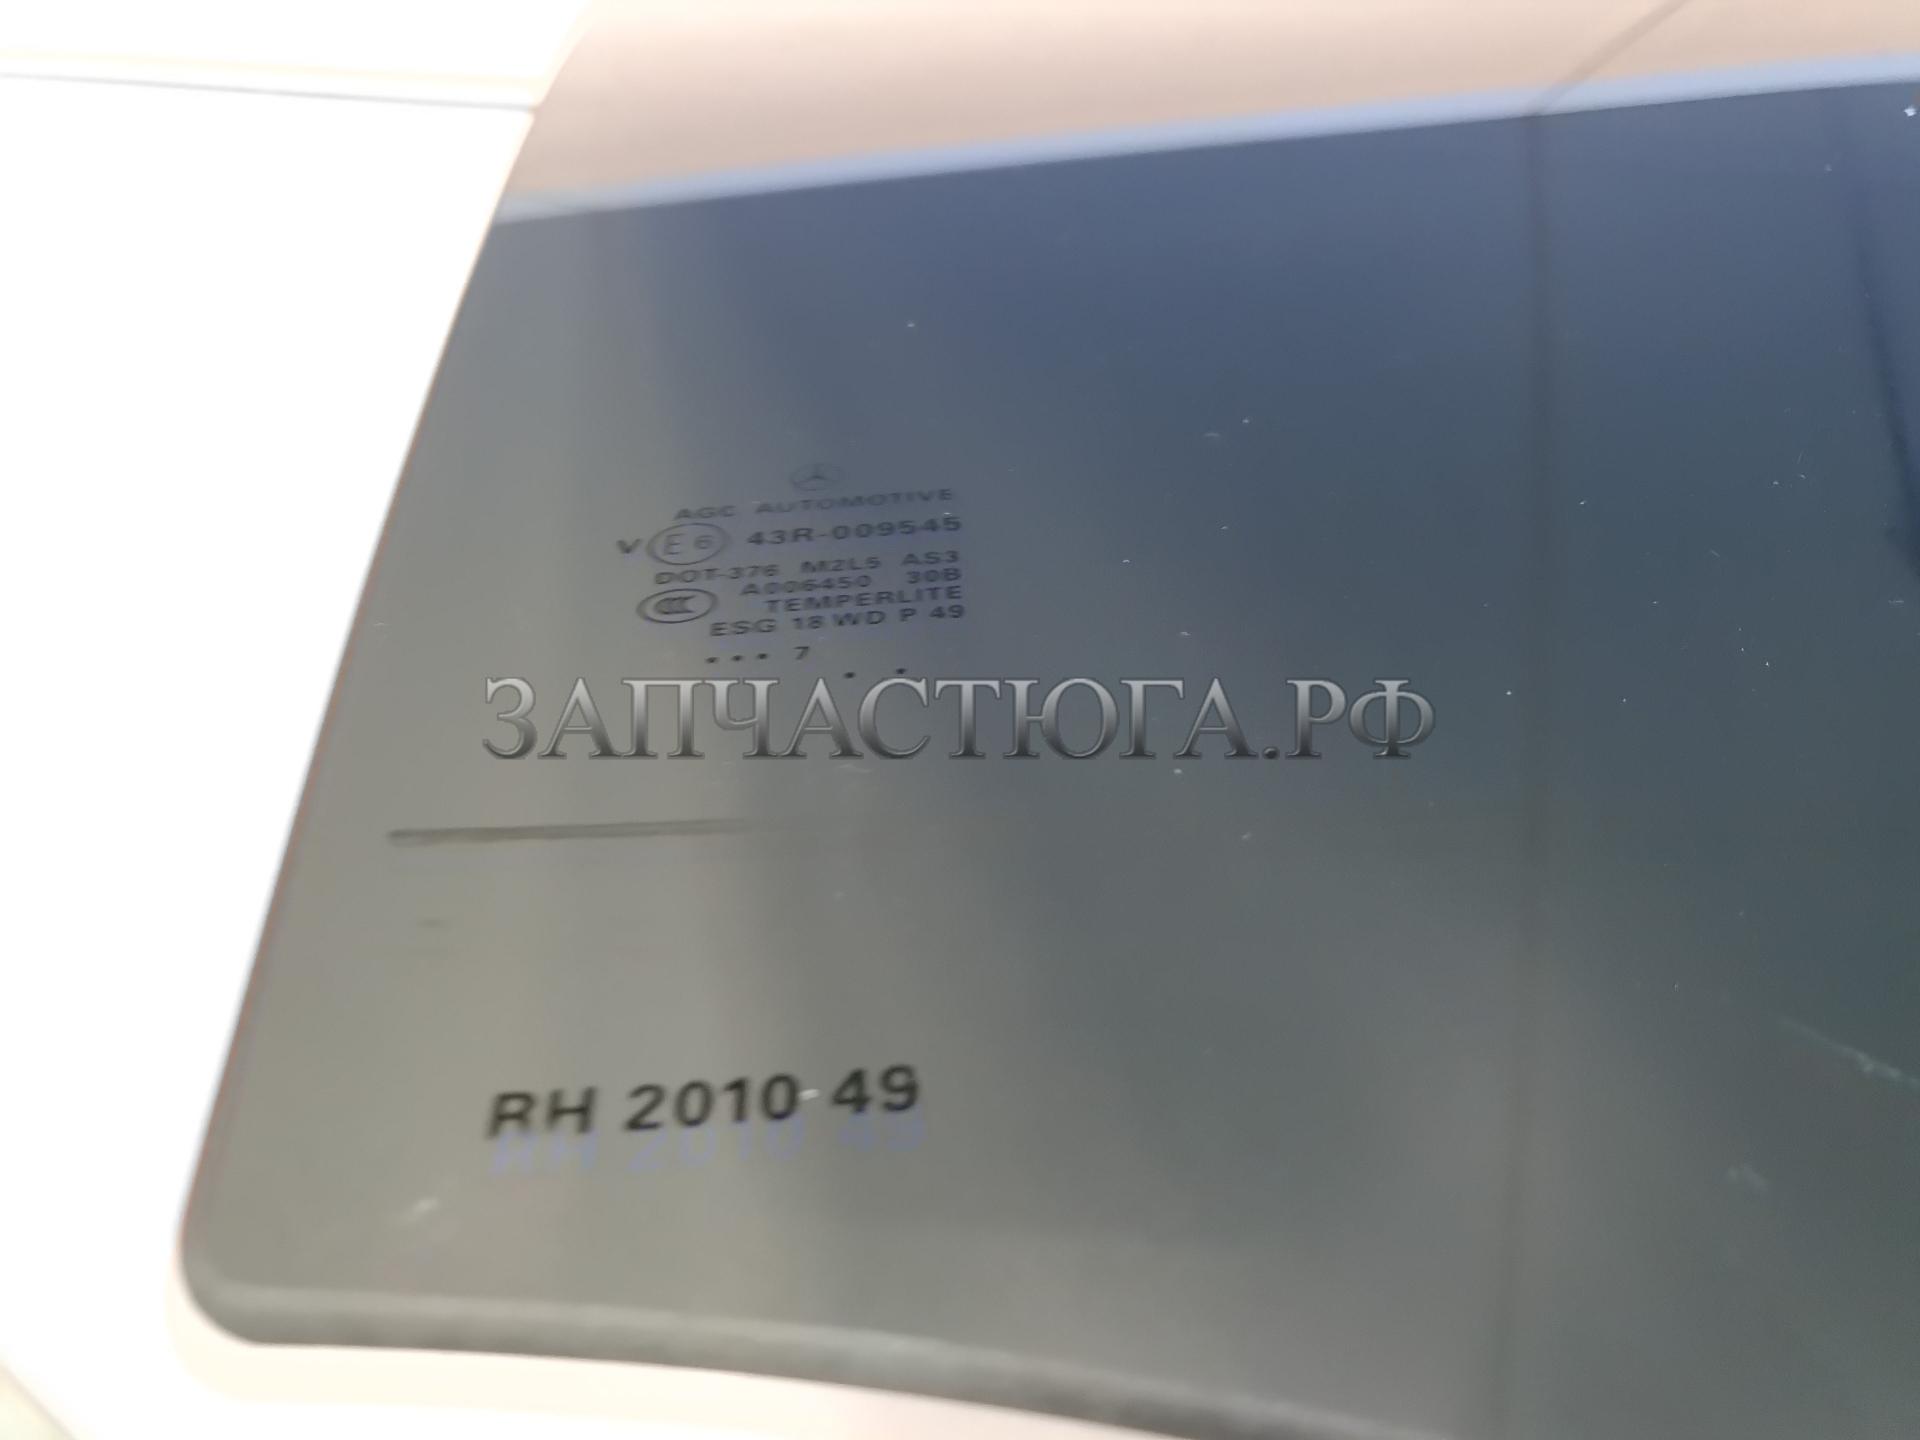 AGC AUTOMOTIVE
V E6 43R-009545
DOT-376 M2L5 AS3
A006450 30B
CCC TEMPERLITE
ESG 18 WD P 49
... 7
. .
ЗАПЧАСТЮГА.РФ
RH 2010 49